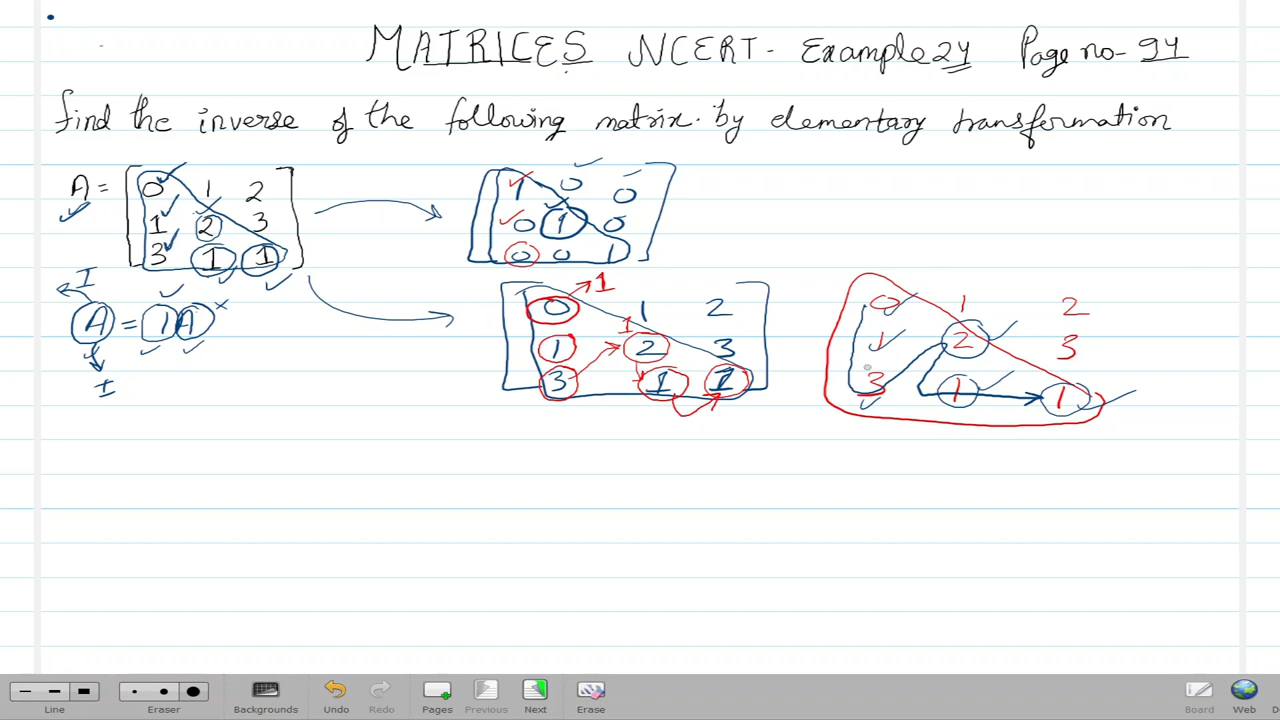 MATRICES NCERT- Example 24 Page no- 94
find the inverse of the following matrix. by elementary transformation
A = 0 1 2
1 2 3
3 1 1
1 0 0
0 1 0
0 0 1
I
A = 1A x
I
0 1 1 2
1 1 2 3
3 1 1
0 1 2
1 2 3
3 1 1
Line Eraser Backgrounds Undo Redo Pages Previous Next Erase Board Web